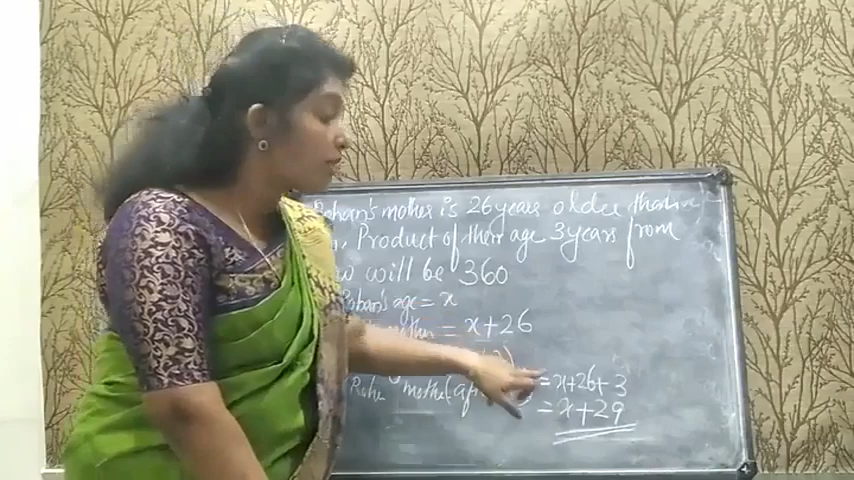 Rohan's mother is 26 years older than
Product of their age 3 years from
will be 360
Rohan's age = x
= x+26
mother = x+26+3
= x+29